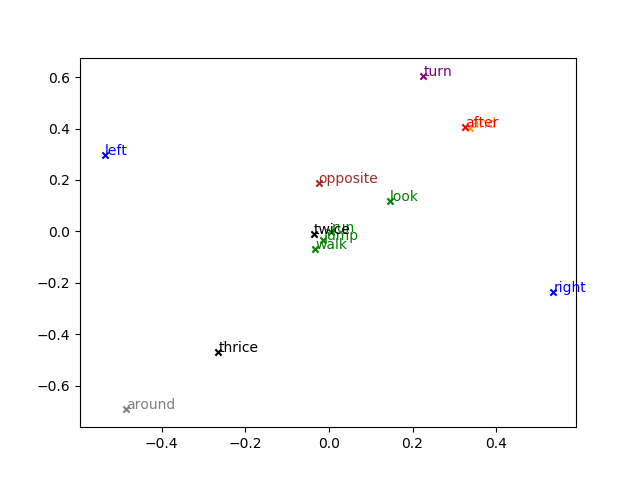 turn
0.6
after
0.4
left
opposite
0.2
look
twice
run
0.0
jump
walk
−0.2
right
thrice
−0.4
around
−0.6
−0.4 −0.2 0.0 0.2 0.4